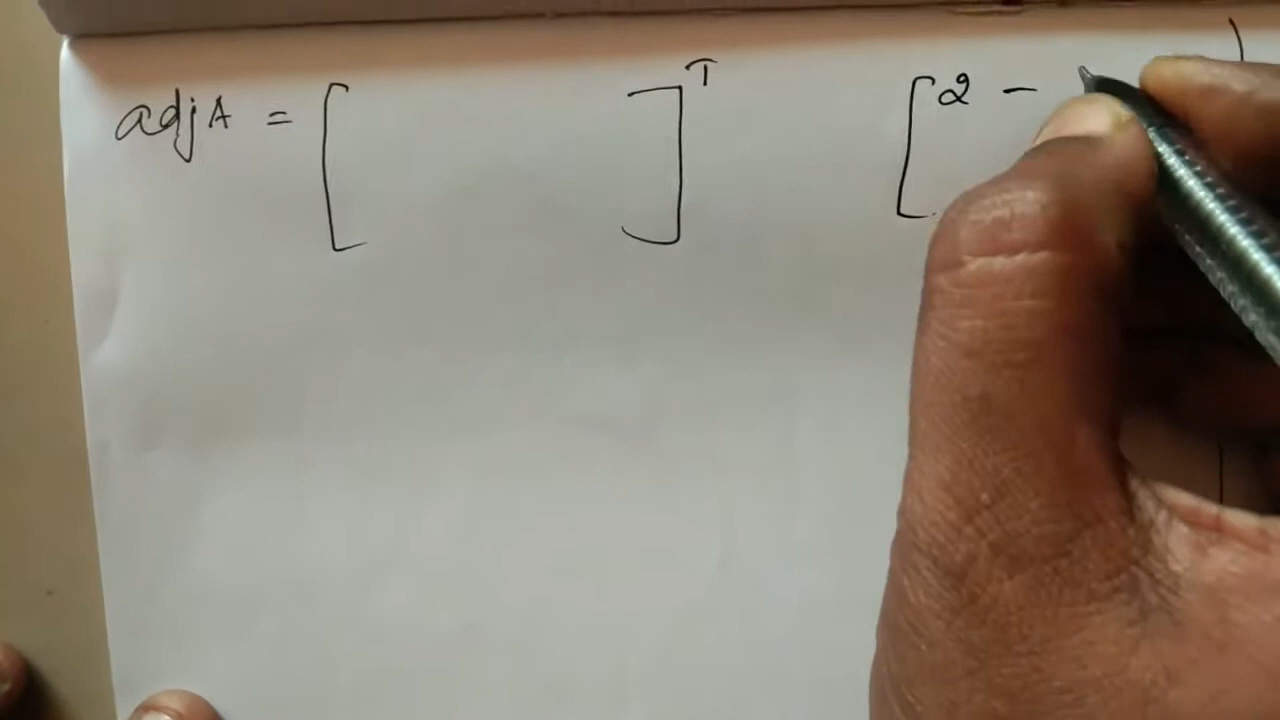 adj A = [ ]ᵀ [ 2 -